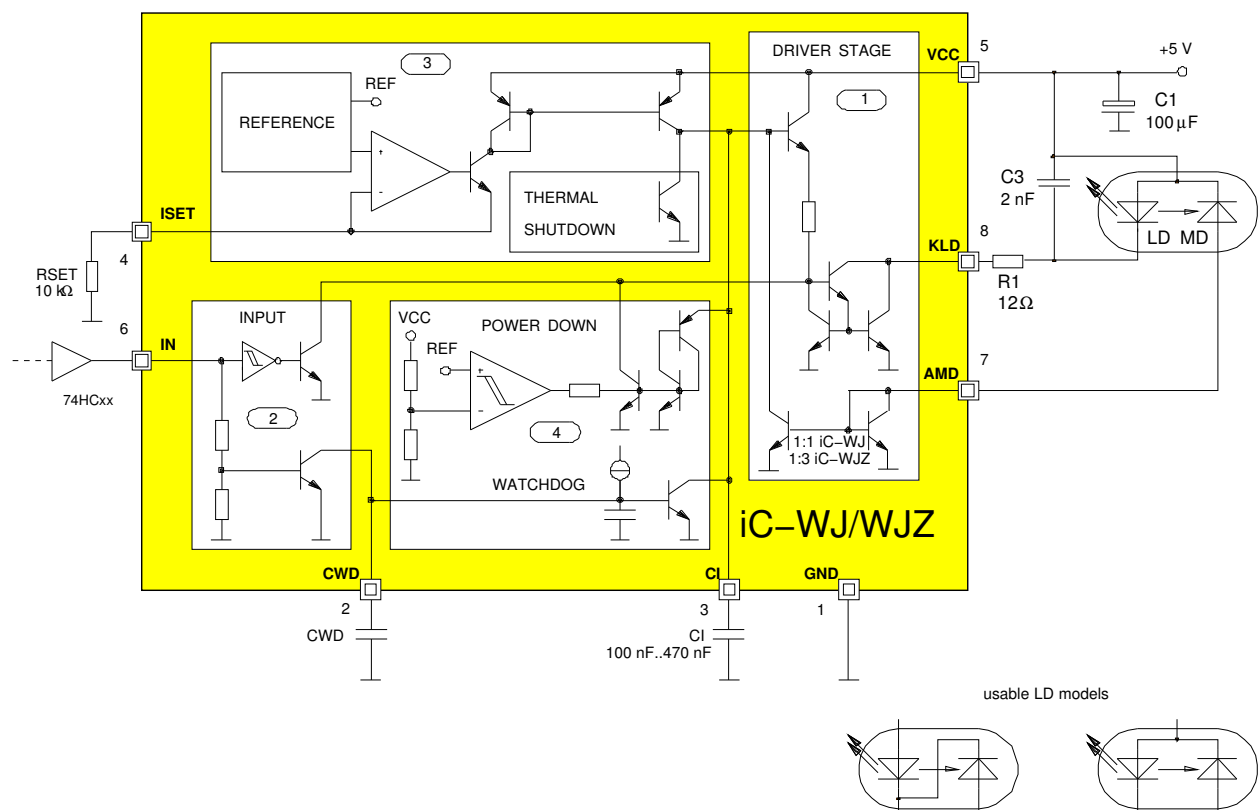 DRIVER STAGE
VCC
5
+5 V
3
REF
REFERENCE
+
-
1
C1
100 µF
THERMAL
SHUTDOWN
C3
2 nF
ISET
4
RSET
10 kΩ
LD MD
8
KLD
R1
12Ω
6
IN
74HCxx
INPUT
2
VCC
POWER DOWN
REF
+
-
4
WATCHDOG
7
AMD
1:1 iC-WJ
1:3 iC-WJZ
iC-WJ/WJZ
CWD
CI
GND
2
3
1
CWD
CI
100 nF..470 nF
usable LD models